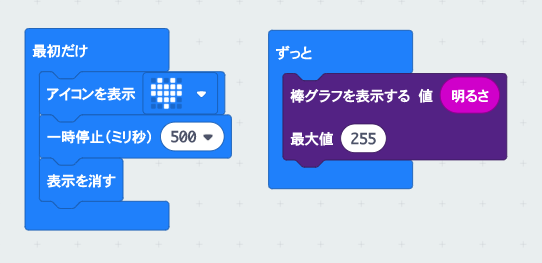 最初だけ
アイコンを表示
一時停止(ミリ秒) 500
表示を消す
ずっと
棒グラフを表示する 値 明るさ
最大値 255